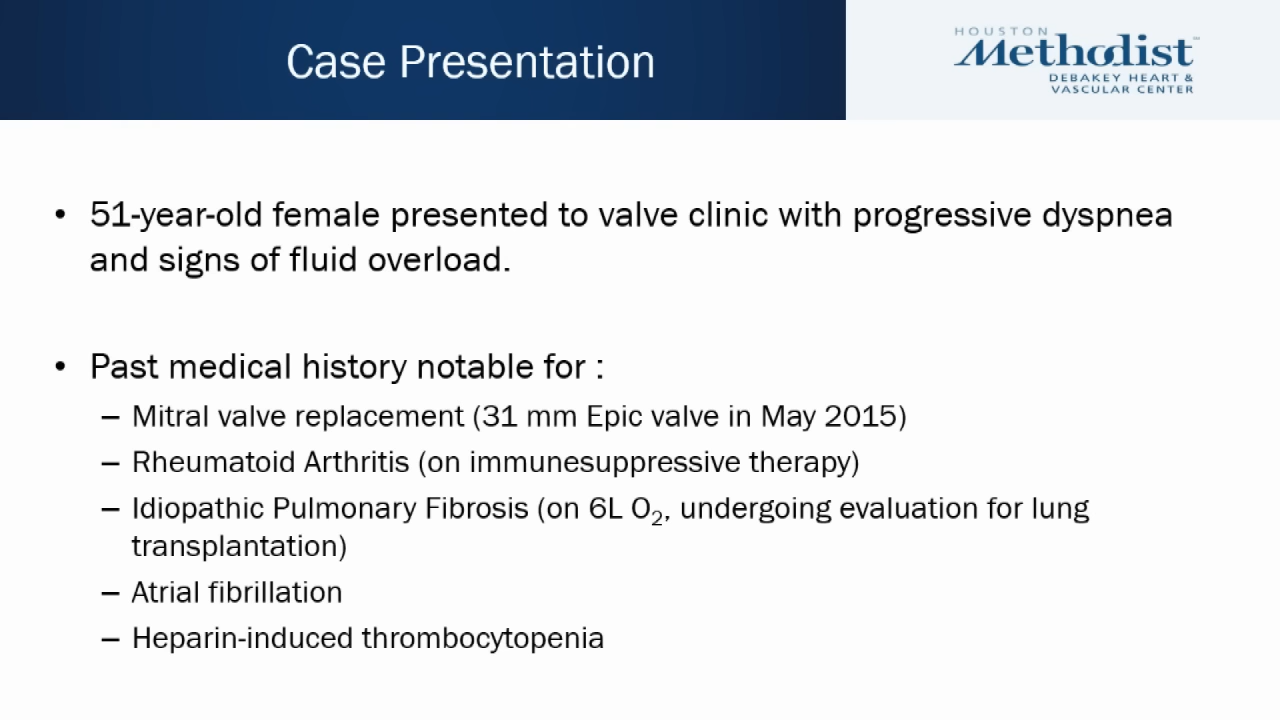 Case Presentation
HOUSTON
Methodist
DEBAKEY HEART &
VASCULAR CENTER
• 51-year-old female presented to valve clinic with progressive dyspnea
and signs of fluid overload.
• Past medical history notable for :
– Mitral valve replacement (31 mm Epic valve in May 2015)
– Rheumatoid Arthritis (on immunesuppressive therapy)
– Idiopathic Pulmonary Fibrosis (on 6L O₂, undergoing evaluation for lung
transplantation)
– Atrial fibrillation
– Heparin-induced thrombocytopenia